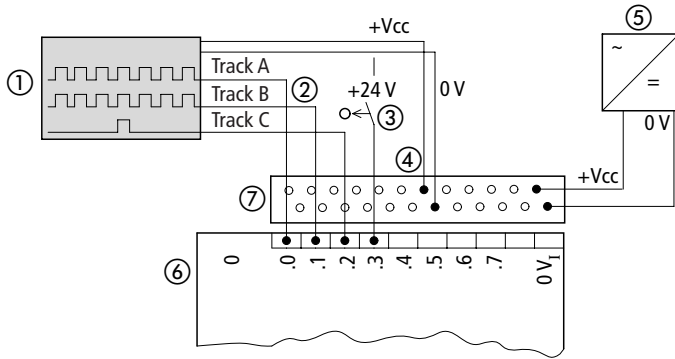 +Vcc
⑤
~
=
0 V
①
Track A
Track B
Track C
②
+24 V
③
0 V
④
+Vcc
⑦
⑥
0
.0
.1
.2
.3
.4
.5
.6
.7
0 VI